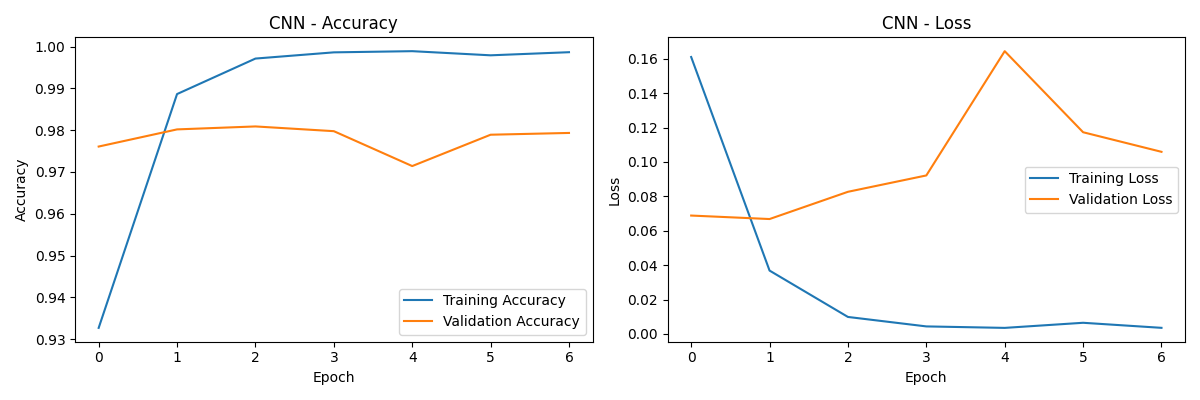 CNN - Accuracy
1.00
0.99
0.98
0.97
0.96
0.95
0.94
0.93
Accuracy
0 1 2 3 4 5 6
Epoch
Training Accuracy
Validation Accuracy
CNN - Loss
0.16
0.14
0.12
0.10
0.08
0.06
0.04
0.02
0.00
Loss
0 1 2 3 4 5 6
Epoch
Training Loss
Validation Loss